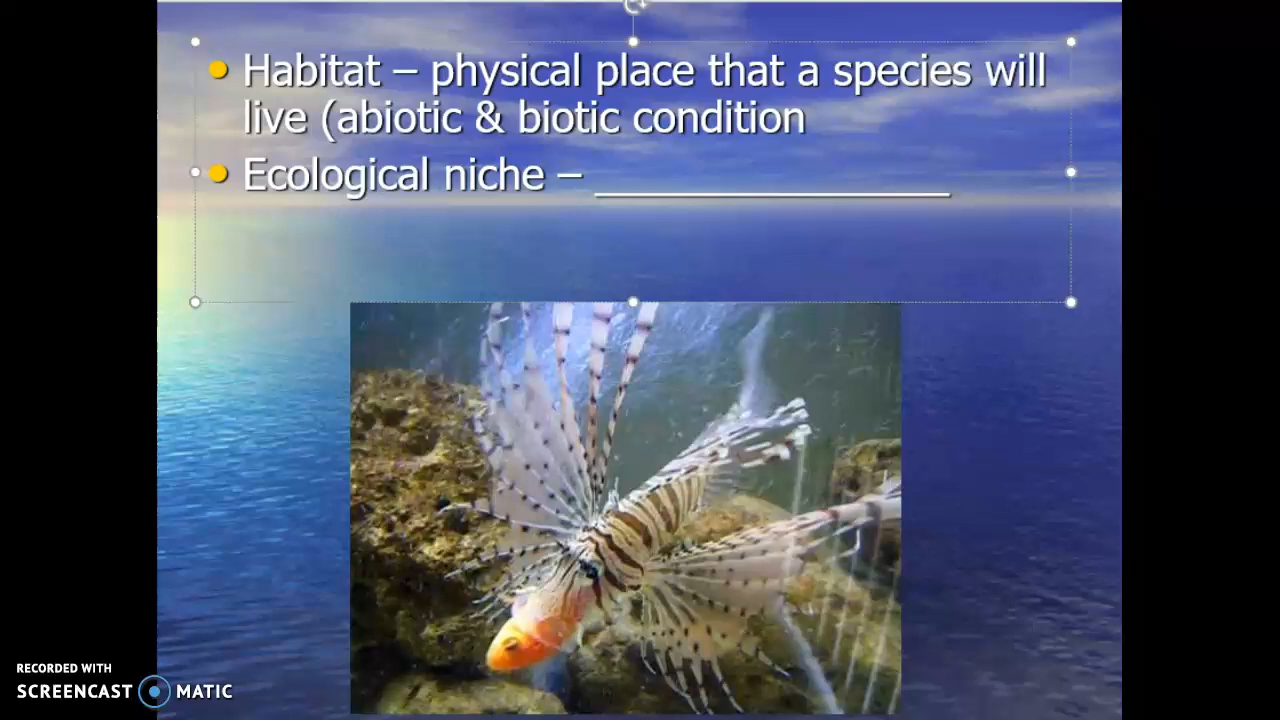 Habitat – physical place that a species will
live (abiotic & biotic condition
Ecological niche – ________________
RECORDED WITH
SCREENCAST MATIC